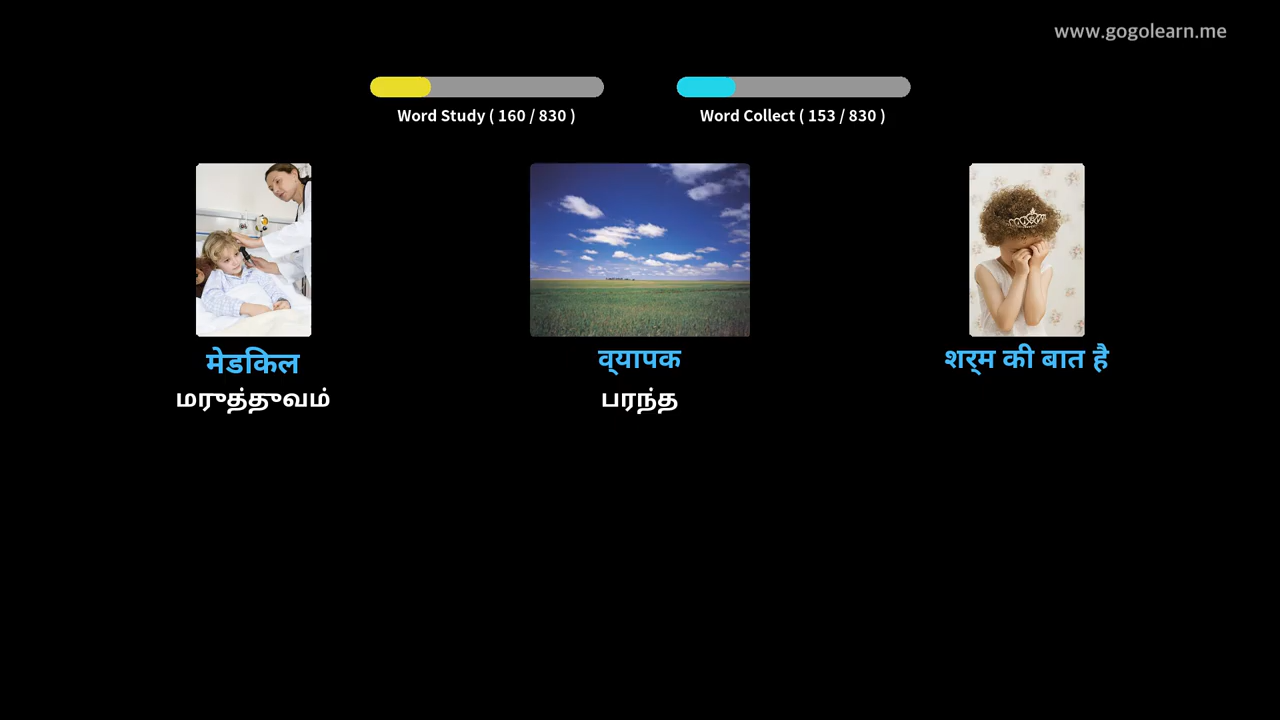 www.gogolearn.me
Word Study ( 160 / 830 )
Word Collect ( 153 / 830 )
मेडिकल
மருத்துவம்
व्यापक
பரந்த
शर्म की बात है